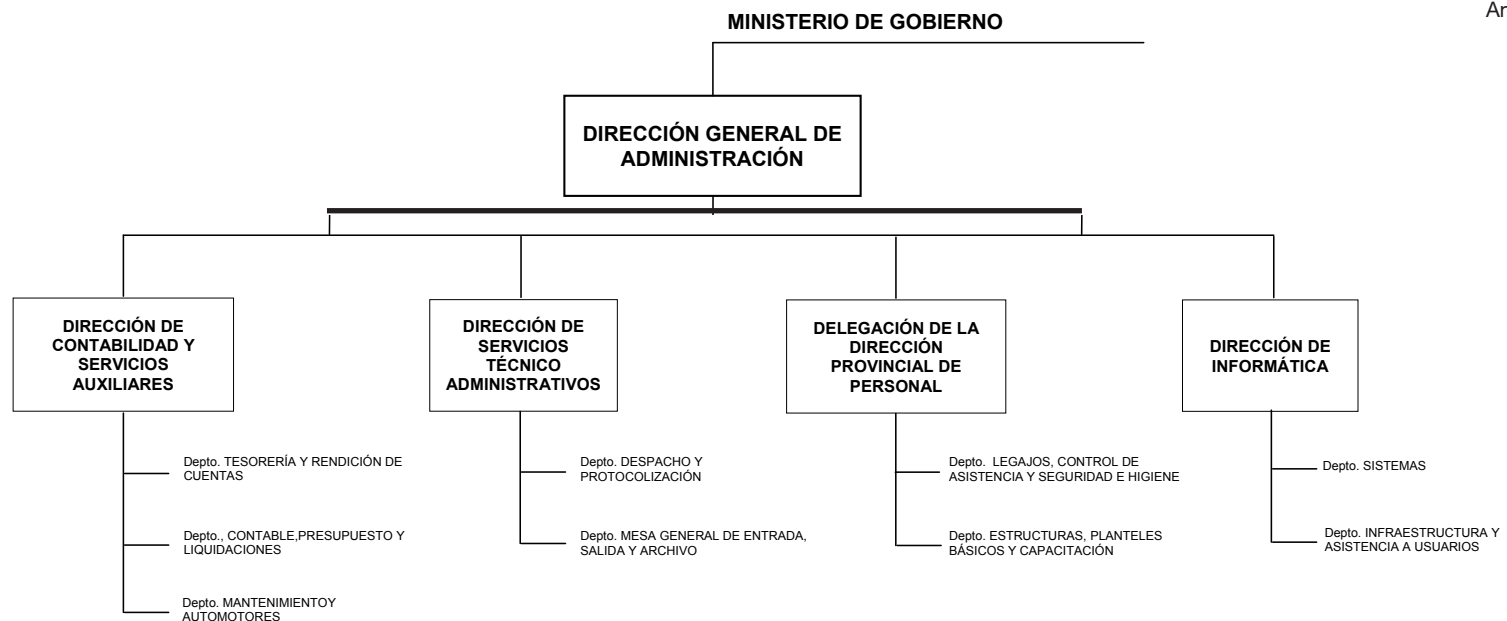 Ar
MINISTERIO DE GOBIERNO
DIRECCIÓN GENERAL DE
ADMINISTRACIÓN
DIRECCIÓN DE
CONTABILIDAD Y
SERVICIOS
AUXILIARES
DIRECCIÓN DE
SERVICIOS
TÉCNICO
ADMINISTRATIVOS
DELEGACIÓN DE LA
DIRECCIÓN
PROVINCIAL DE
PERSONAL
DIRECCIÓN DE
INFORMÁTICA
Depto. TESORERÍA Y RENDICIÓN DE
CUENTAS
Depto., CONTABLE,PRESUPUESTO Y
LIQUIDACIONES
Depto. MANTENIMIENTOY
AUTOMOTORES
Depto. DESPACHO Y
PROTOCOLIZACIÓN
Depto. MESA GENERAL DE ENTRADA,
SALIDA Y ARCHIVO
Depto. LEGAJOS, CONTROL DE
ASISTENCIA Y SEGURIDAD E HIGIENE
Depto. ESTRUCTURAS, PLANTELES
BÁSICOS Y CAPACITACIÓN
Depto. SISTEMAS
Depto. INFRAESTRUCTURA Y
ASISTENCIA A USUARIOS